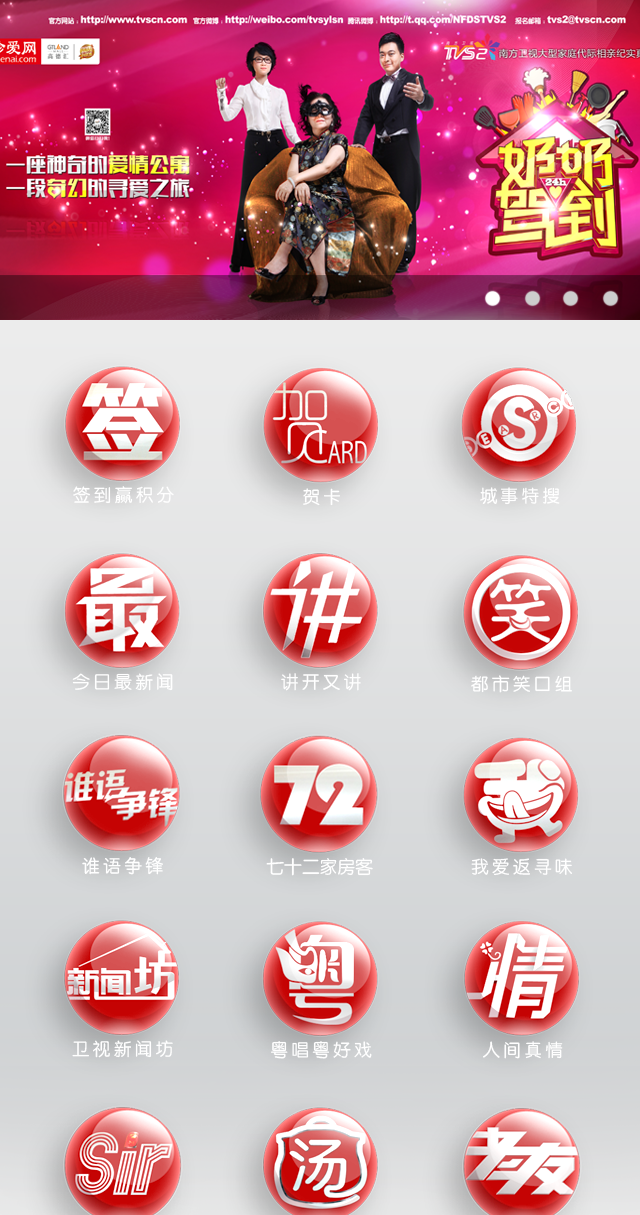 官方网站：http://www.tvscn.com 官方微博：http://weibo.com/tvsylsn 腾讯微博：http://t.qq.com/NFDSTVS2 报名邮箱：tvs2@tvscn.com
爱网
enai.com
GTLAND
高德汇
TVS2
南方卫视大型家庭代际相亲纪实真
一座神奇的爱情公寓
一段奇幻的寻爱之旅
奶奶
24h
驾到
签
贺
CARD
SEARCH
S
签到赢积分
贺卡
城事特搜
最
讲
笑
今日最新闻
讲开又讲
都市笑口组
谁语
争锋
72
我
谁语争锋
七十二家房客
我爱返寻味
新闻坊
粤
情
卫视新闻坊
粤唱粤好戏
人间真情
Sir
汤
老友